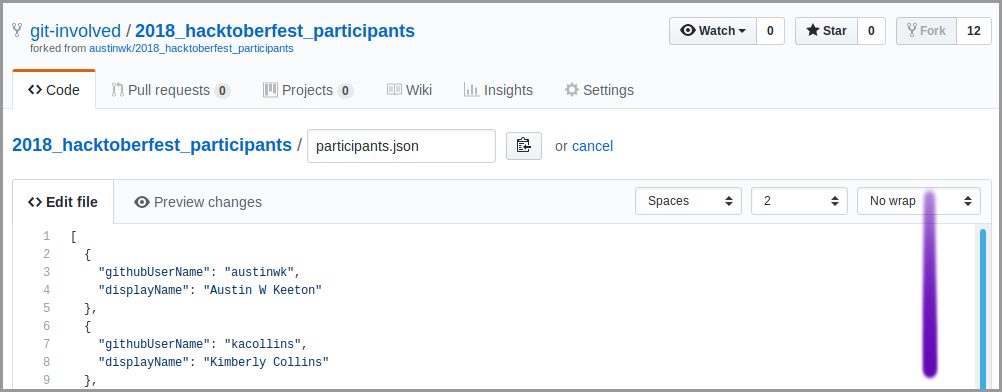 git-involved / 2018_hacktoberfest_participants
Watch 0 Star 0 Fork 12
forked from austinwk/2018_hacktoberfest_participants
Code Pull requests 0 Projects 0 Wiki Insights Settings
2018_hacktoberfest_participants / participants.json or cancel
Edit file Preview changes Spaces 2 No wrap
1 [
2 {
3 "githubUserName": "austinwk",
4 "displayName": "Austin W Keeton"
5 },
6 {
7 "githubUserName": "kacollins",
8 "displayName": "Kimberly Collins"
9 },